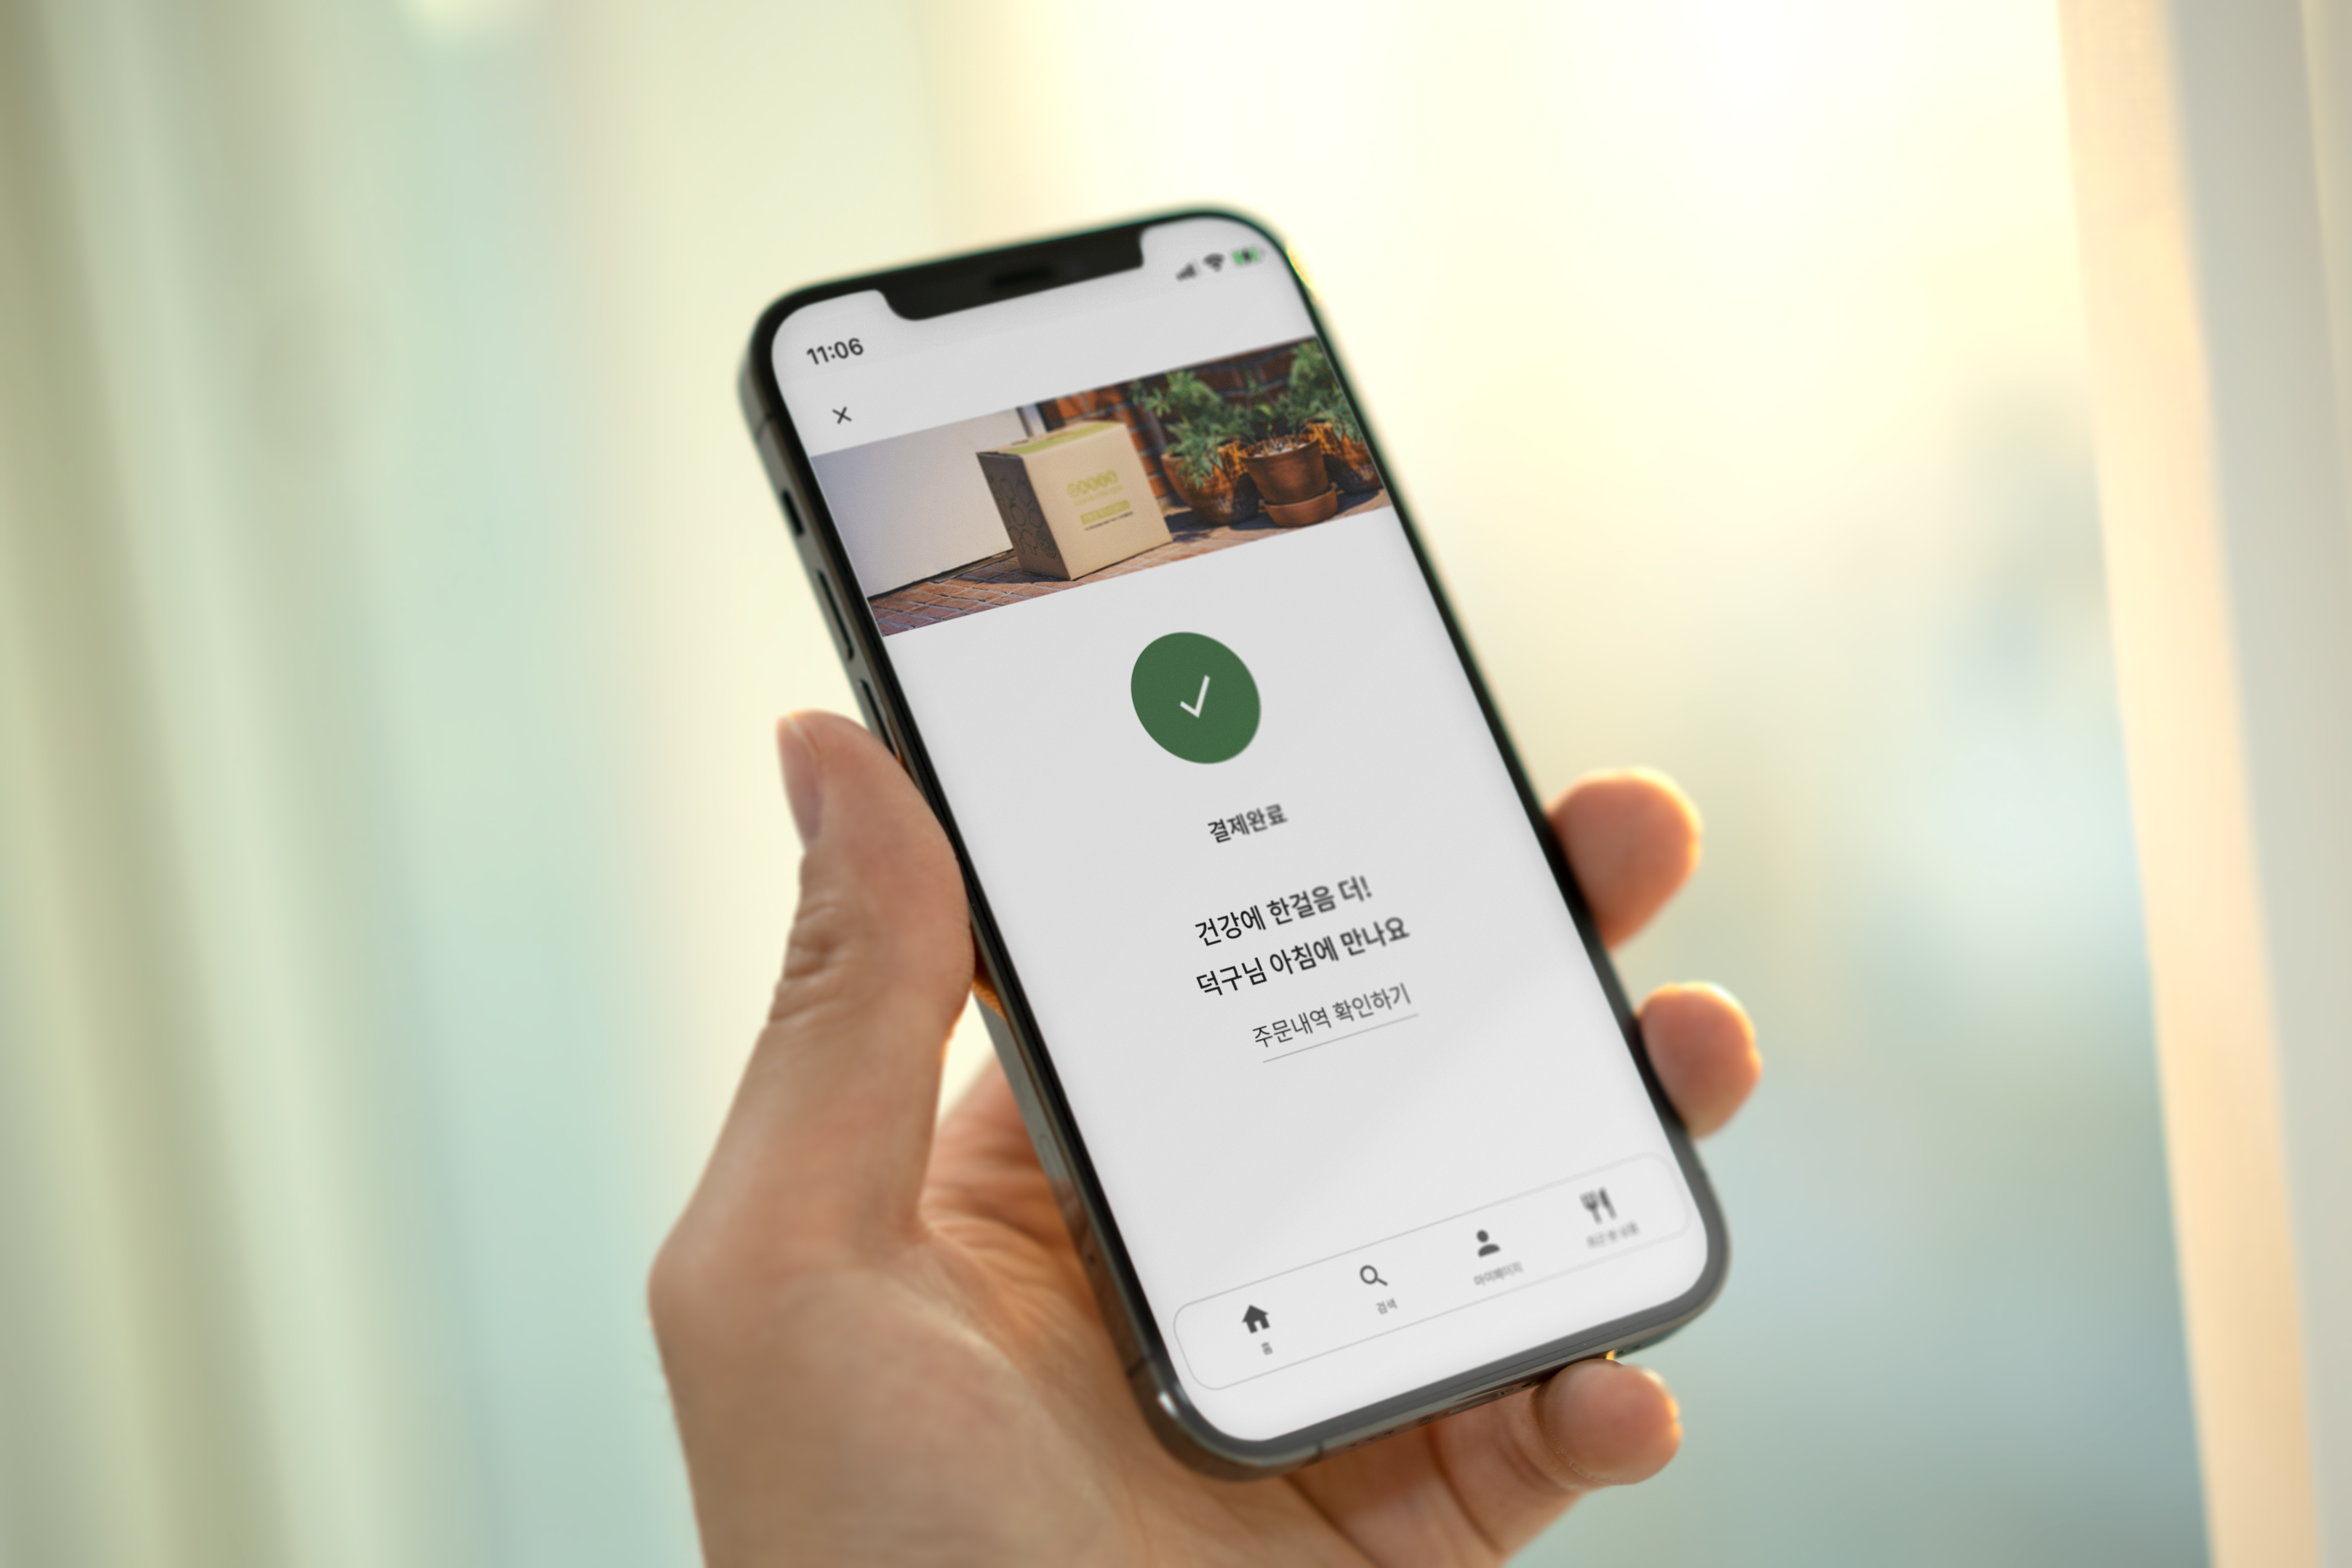 11:06
결제완료
건강에 한걸음 더!
덕구님 아침에 만나요
주문내역 확인하기
홈
검색
마이페이지